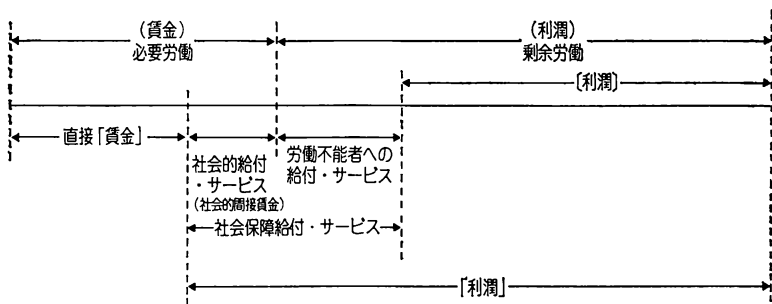 (賃金)
必要労働
(利潤)
剰余労働
〔利潤〕
直接「賃金」
社会的給付
・サービス
(社会的間接賃金)
労働不能者への
給付・サービス
社会保障給付・サービス
「利潤」